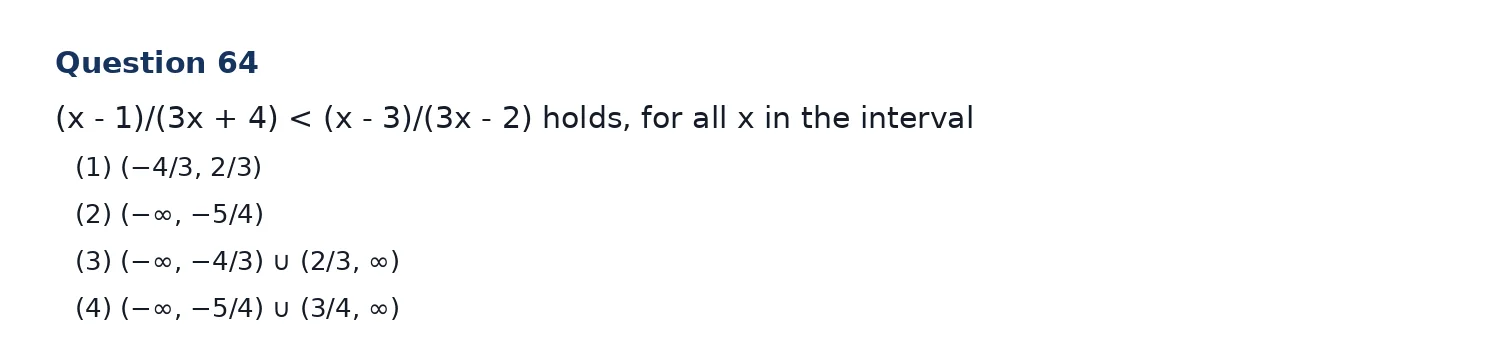 Question 64
(x - 1)/(3x + 4) < (x - 3)/(3x - 2) holds, for all x in the interval
(1) (−4/3, 2/3)
(2) (−∞, −5/4)
(3) (−∞, −4/3) ∪ (2/3, ∞)
(4) (−∞, −5/4) ∪ (3/4, ∞)